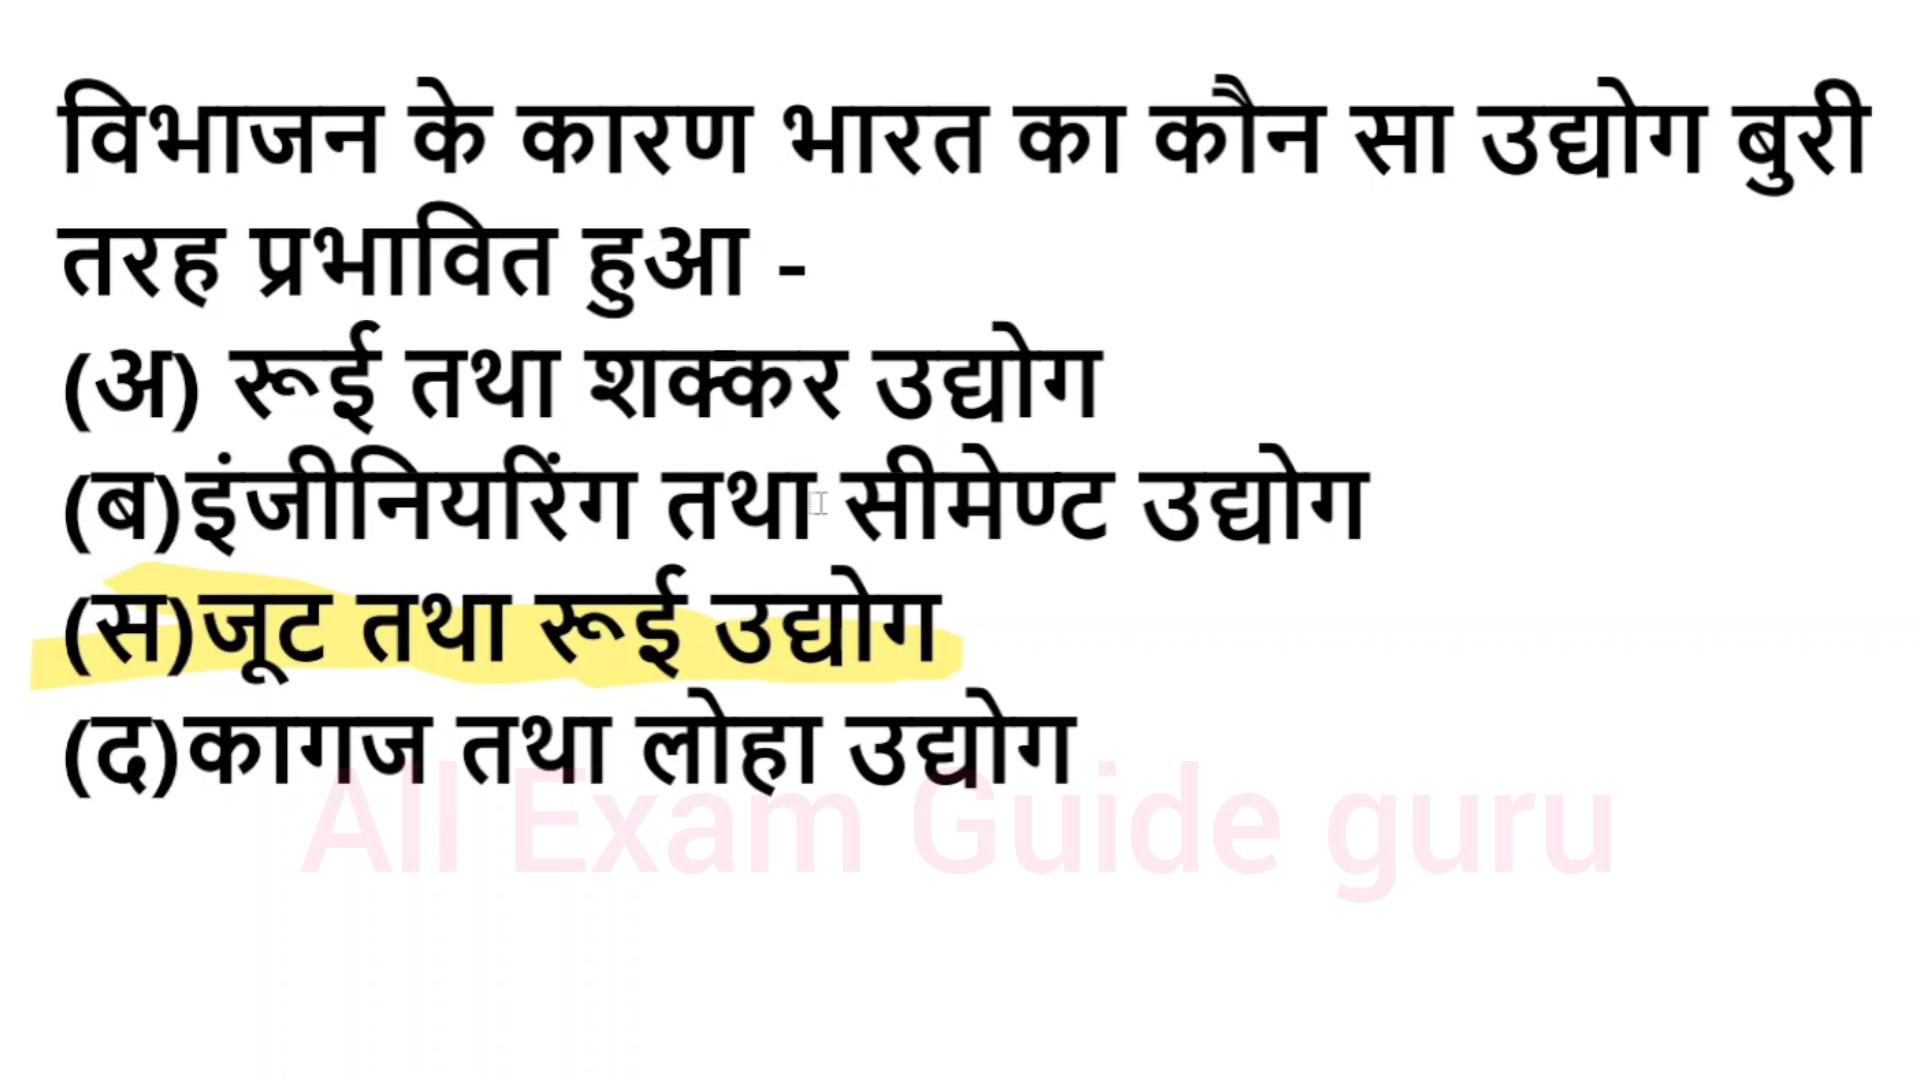 विभाजन के कारण भारत का कौन सा उद्योग बुरी
तरह प्रभावित हुआ -
(अ) रूई तथा शक्कर उद्योग
(ब)इंजीनियरिंग तथा सीमेण्ट उद्योग
(स)जूट तथा रूई उद्योग
(द)कागज तथा लोहा उद्योग
All Exam Guide guru